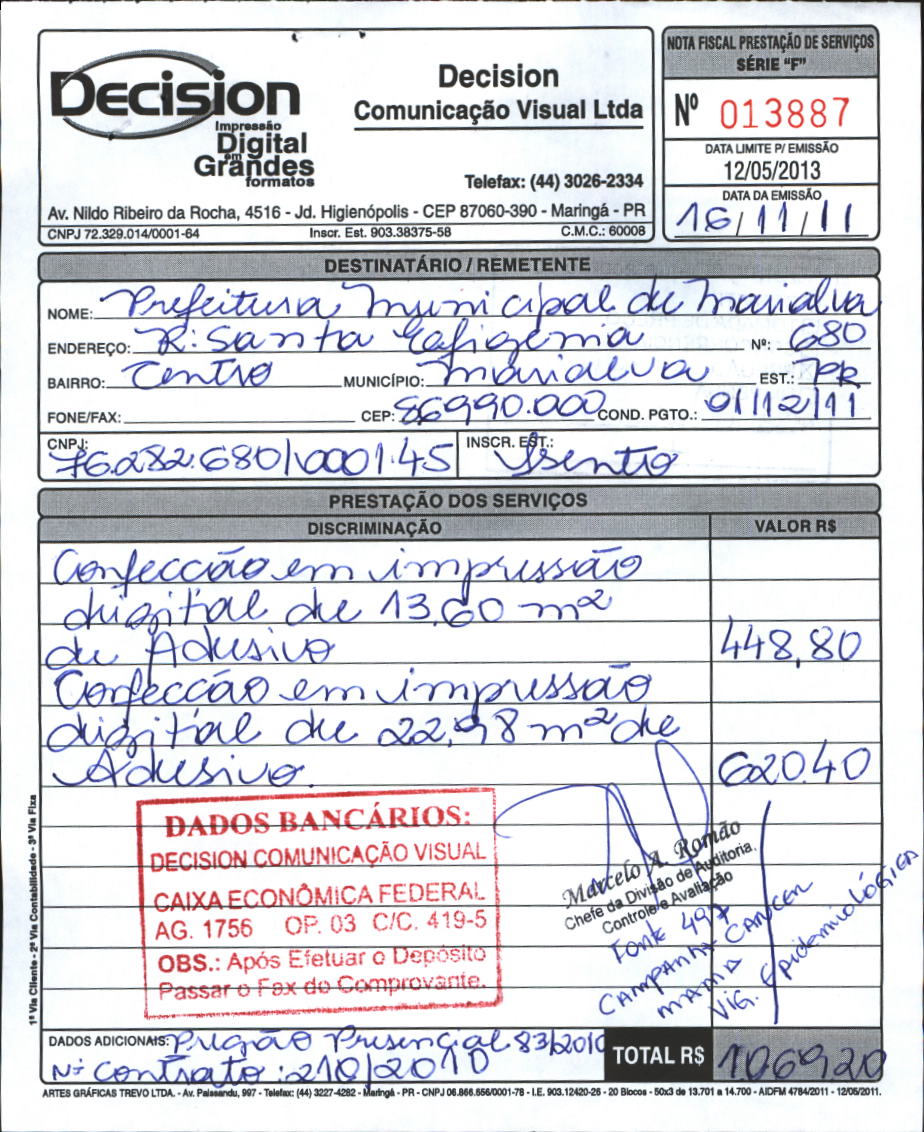 Decision
Impressão
Digital
em
Grandes
formatos
Decision
Comunicação Visual Ltda
Telefax: (44) 3026-2334
Av. Nildo Ribeiro da Rocha, 4516 - Jd. Higienópolis - CEP 87060-390 - Maringá - PR
CNPJ 72.329.014/0001-64 Inscr. Est. 903.38375-58 C.M.C.: 60008
NOTA FISCAL PRESTAÇÃO DE SERVIÇOS
SÉRIE "F"
Nº 013887
DATA LIMITE P/ EMISSÃO
12/05/2013
DATA DA EMISSÃO
16/11/11
DESTINATÁRIO / REMETENTE
NOME: Prefeitura Municipal de Marialva
ENDEREÇO: R: Santa Efigênia Nº: 680
BAIRRO: Centro MUNICÍPIO: Marialva EST.: PR
FONE/FAX: CEP: 86990.000 COND. PGTO.: 01/12/11
CNPJ: 76.282.680/0001.45 INSCR. EST.: Isento
PRESTAÇÃO DOS SERVIÇOS
DISCRIMINAÇÃO VALOR R$
Confeccão em impressão
digital de 13,60 m²
de Adesivo 448,80
Confeccão em impressão
digital de 22,98 m² de
Adesivo. 620.40
DADOS BANCÁRIOS:
DECISION COMUNICAÇÃO VISUAL
CAIXA ECONÔMICA FEDERAL
AG. 1756 OP. 03 C/C. 419-5
OBS.: Após Efetuar o Depósito
Passar o Fax do Comprovante.
Marcelo A. Romão
Chefe da Divisão de Auditoria,
Controle e Avaliação
Fonte 497
CAMPANHA CANCER
MAMA
Vig. Epidemiológica
1ª Via Cliente - 2ª Via Contabilidade - 3ª Via Fixa
DADOS ADICIONAIS: Pregão Presencial 83/2010
Nº Contrato: 210/2010
TOTAL R$ 1069,20
ARTES GRÁFICAS TREVO LTDA. - Av. Paissandu, 997 - Telefax: (44) 3227-4282 - Maringá - PR - CNPJ 06.866.656/0001-78 - I.E. 903.12420-26 - 20 Blocos - 50x3 de 13.701 a 14.700 - AIDFM 4784/2011 - 12/05/2011.